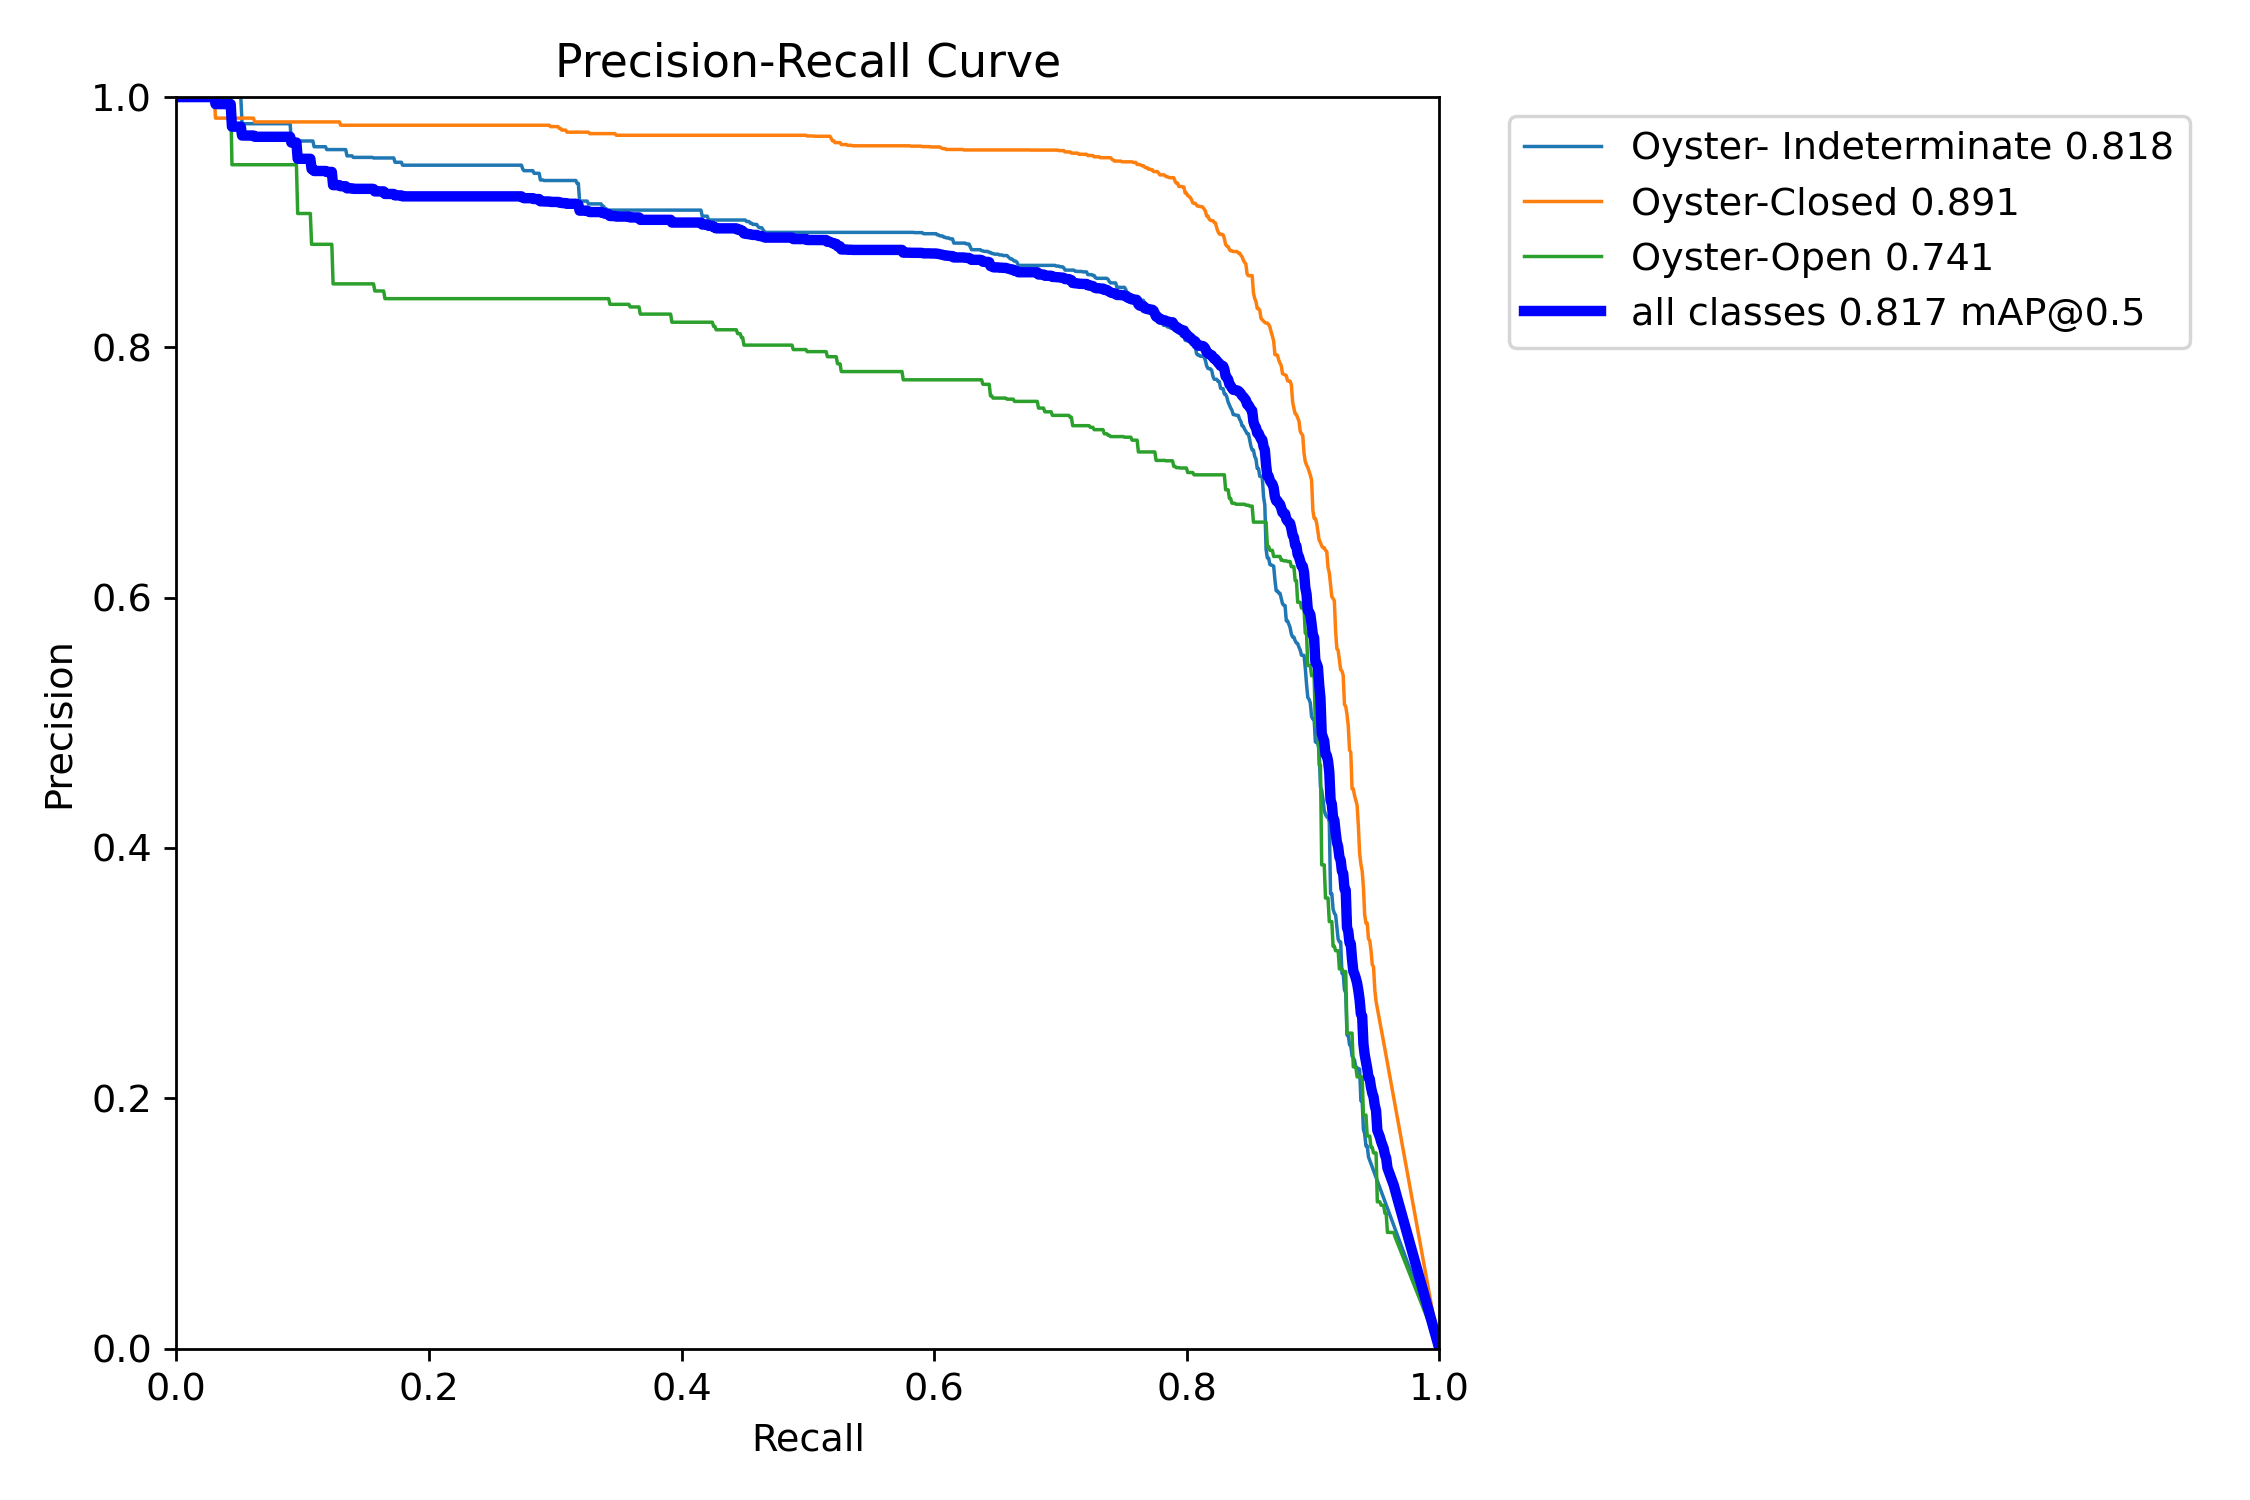 Precision-Recall Curve
1.0
0.8
0.6
0.4
0.2
0.0
Precision
0.0 0.2 0.4 0.6 0.8 1.0
Recall
Oyster- Indeterminate 0.818
Oyster-Closed 0.891
Oyster-Open 0.741
all classes 0.817 mAP@0.5